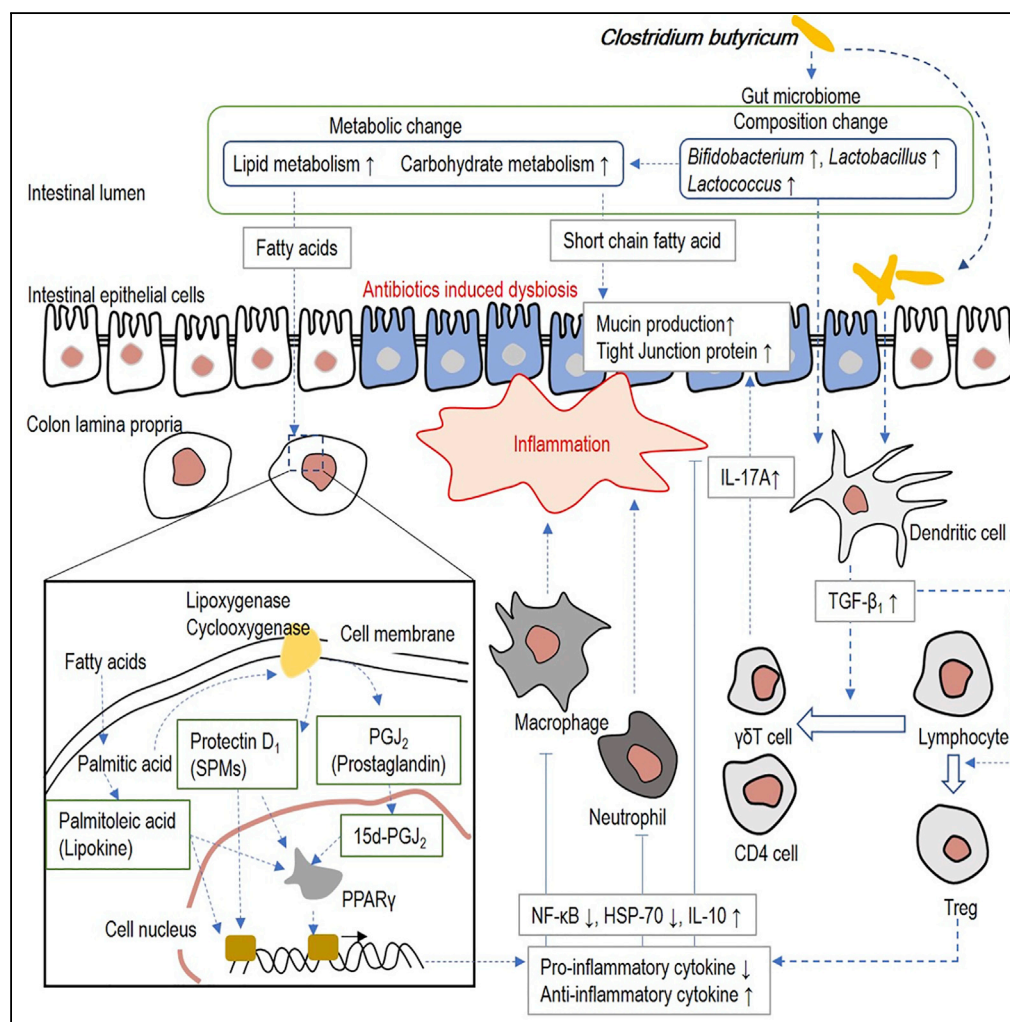 Clostridium butyricum
Gut microbiome
Metabolic change
Composition change
Lipid metabolism ↑
Carbohydrate metabolism ↑
Bifidobacterium ↑, Lactobacillus ↑
Lactococcus ↑
Intestinal lumen
Fatty acids
Short chain fatty acid
Intestinal epithelial cells
Antibiotics induced dysbiosis
Mucin production↑
Tight Junction protein ↑
Colon lamina propria
Inflammation
IL-17A↑
Dendritic cell
TGF-β₁ ↑
Lipoxygenase
Cyclooxygenase
Cell membrane
Fatty acids
Macrophage
γδT cell
Lymphocyte
Palmitic acid
Protectin D₁
(SPMs)
PGJ₂
(Prostaglandin)
Neutrophil
Palmitoleic acid
(Lipokine)
15d-PGJ₂
CD4 cell
PPARγ
Treg
Cell nucleus
NF-κB ↓, HSP-70 ↓, IL-10 ↑
Pro-inflammatory cytokine ↓
Anti-inflammatory cytokine ↑